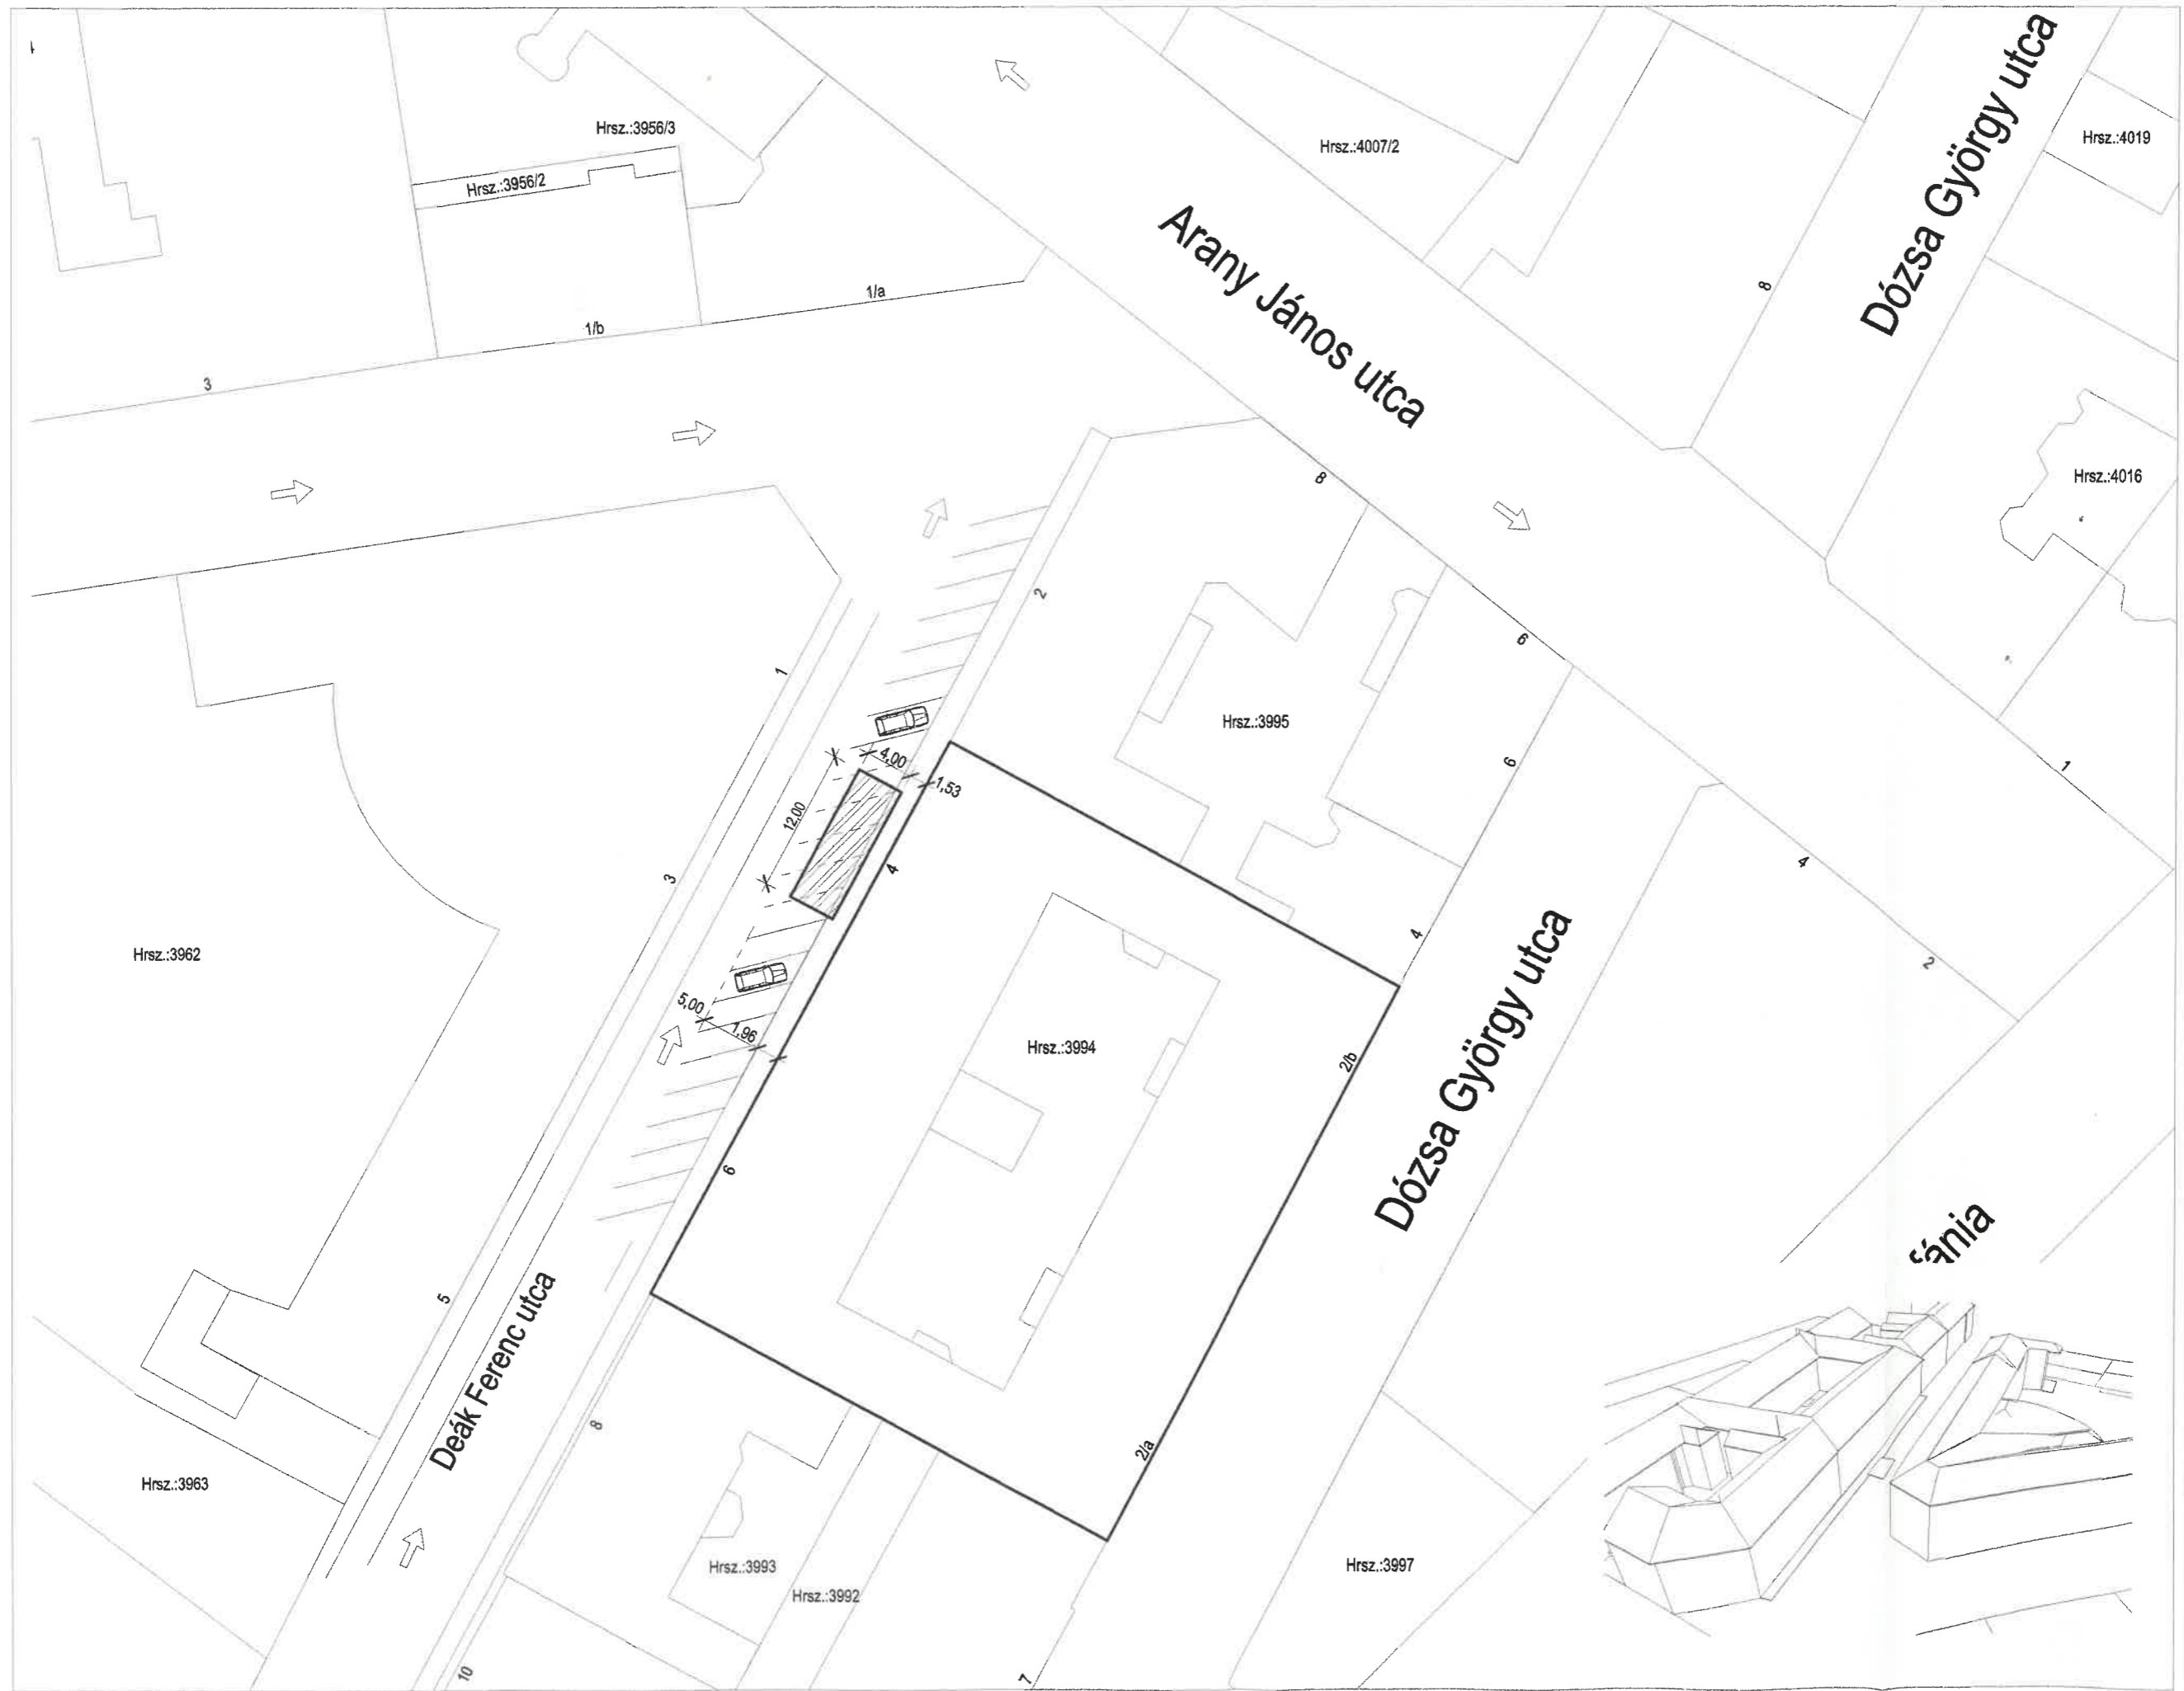 Dózsa György utca
Hrsz.:3956/3
Hrsz.:4007/2
Hrsz.:4019
Hrsz.:3956/2
Arany János utca
1/a
8
1/b
3
8
Hrsz.:4016
2
6
1
Hrsz.:3995
4,00
1,53
6
1
12,00
4
3
4
4
Hrsz.:3962
2
5,00
1,96
Hrsz.:3994
2/b
Dózsa György utca
6
5
Deák Ferenc utca
8
2/a
Hrsz.:3963
Hrsz.:3993
Hrsz.:3992
Hrsz.:3997
10
7